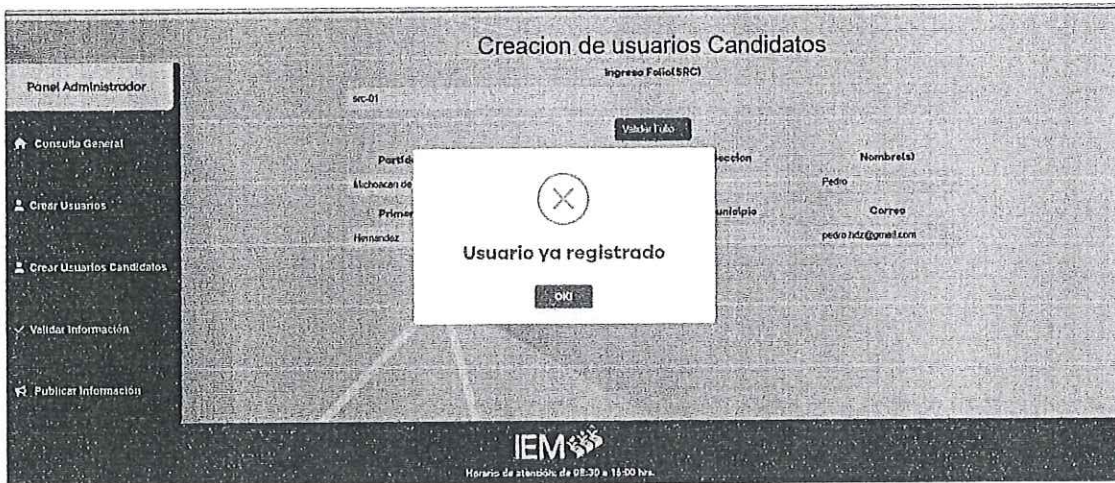 Creacion de usuarios Candidatos
Ingresa Folio(SRC)
Panel Administrador
src-01
Validar Folio
Consulta General
Nombre(s)
Michoacan de
Pedro
Crear Usuarios
Primer
Correo
Hernandez
pedro.hdz@gmail.com
Usuario ya registrado
OK!
Crear Usuarios Candidatos
Validar Información
Publicar Información
IEM
Horario de atención: de 08:30 a 16:00 hrs.